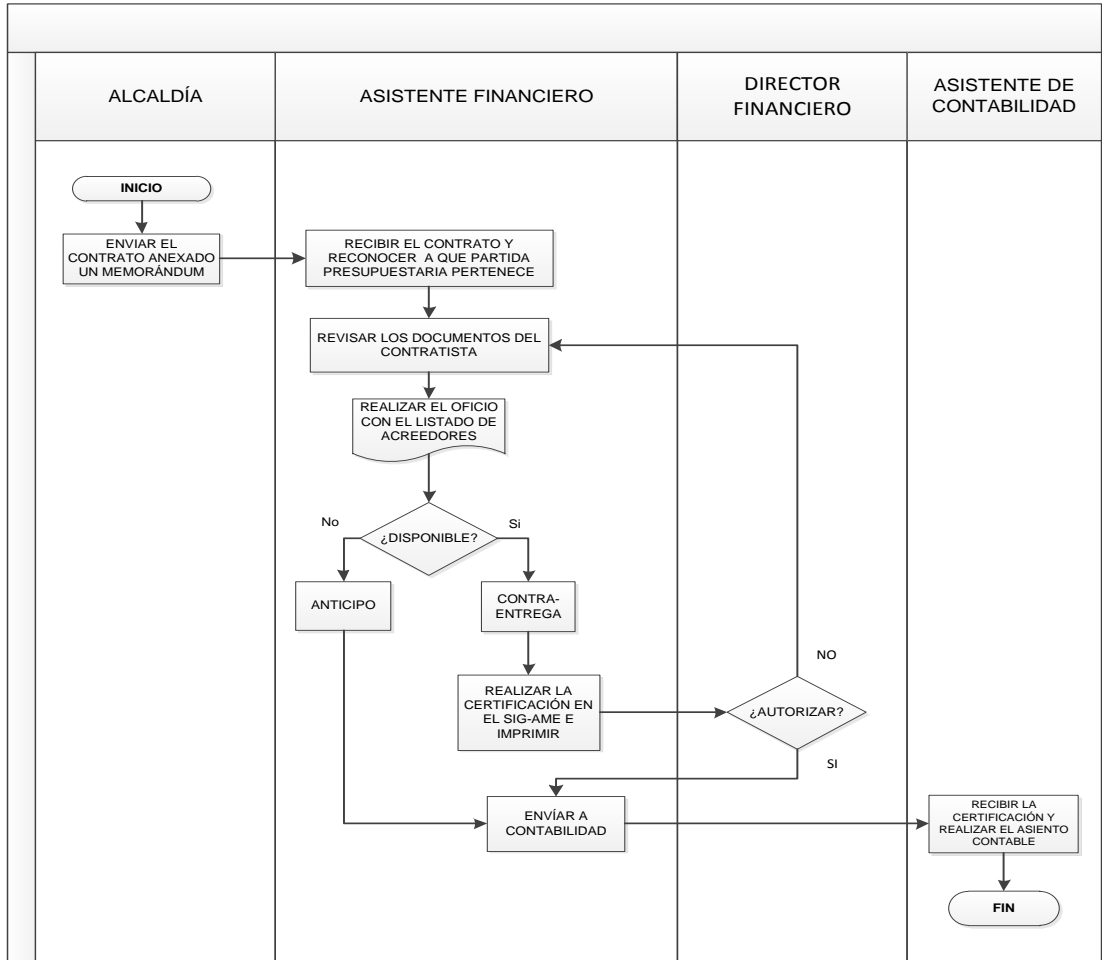 ALCALDÍA
ASISTENTE FINANCIERO
DIRECTOR
FINANCIERO
ASISTENTE DE
CONTABILIDAD
INICIO
ENVIAR EL
CONTRATO ANEXADO
UN MEMORÁNDUM
RECIBIR EL CONTRATO Y
RECONOCER A QUE PARTIDA
PRESUPUESTARIA PERTENECE
REVISAR LOS DOCUMENTOS DEL
CONTRATISTA
REALIZAR EL OFICIO
CON EL LISTADO DE
ACREEDORES
No
¿DISPONIBLE?
Si
ANTICIPO
CONTRA-
ENTREGA
REALIZAR LA
CERTIFICACIÓN EN
EL SIG-AME E
IMPRIMIR
NO
¿AUTORIZAR?
SI
ENVÍAR A
CONTABILIDAD
RECIBIR LA
CERTIFICACIÓN Y
REALIZAR EL ASIENTO
CONTABLE
FIN